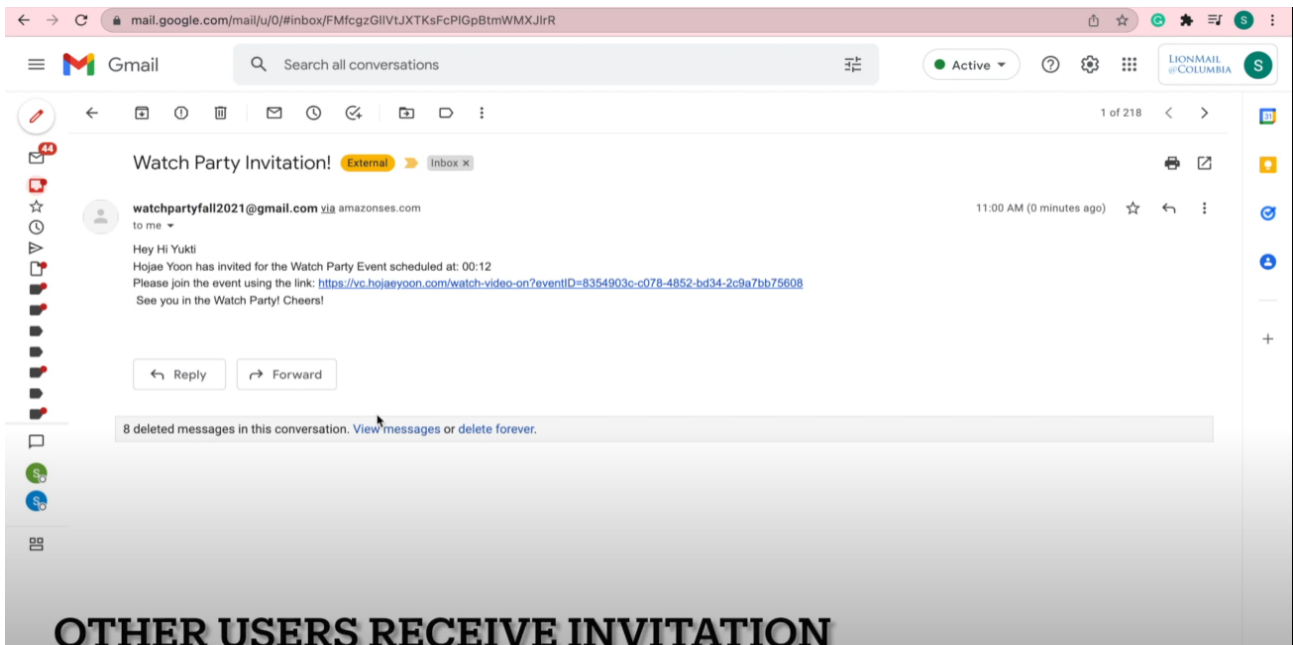 mail.google.com/mail/u/0/#inbox/FMfcgzGllVtJXTKsFcPlGpBtmWMXJlrR
S
Gmail
Search all conversations
Active
LIONMAIL
@COLUMBIA
S
1 of 218
31
44
Watch Party Invitation! External Inbox ×
watchpartyfall2021@gmail.com via amazonses.com
11:00 AM (0 minutes ago)
to me
Hey Hi Yukti
Hojae Yoon has invited for the Watch Party Event scheduled at: 00:12
Please join the event using the link: https://vc.hojaeyoon.com/watch-video-on?eventID=8354903c-c078-4852-bd34-2c9a7bb75608
See you in the Watch Party! Cheers!
Reply
Forward
8 deleted messages in this conversation. View messages or delete forever.
S
S
OTHER USERS RECEIVE INVITATION